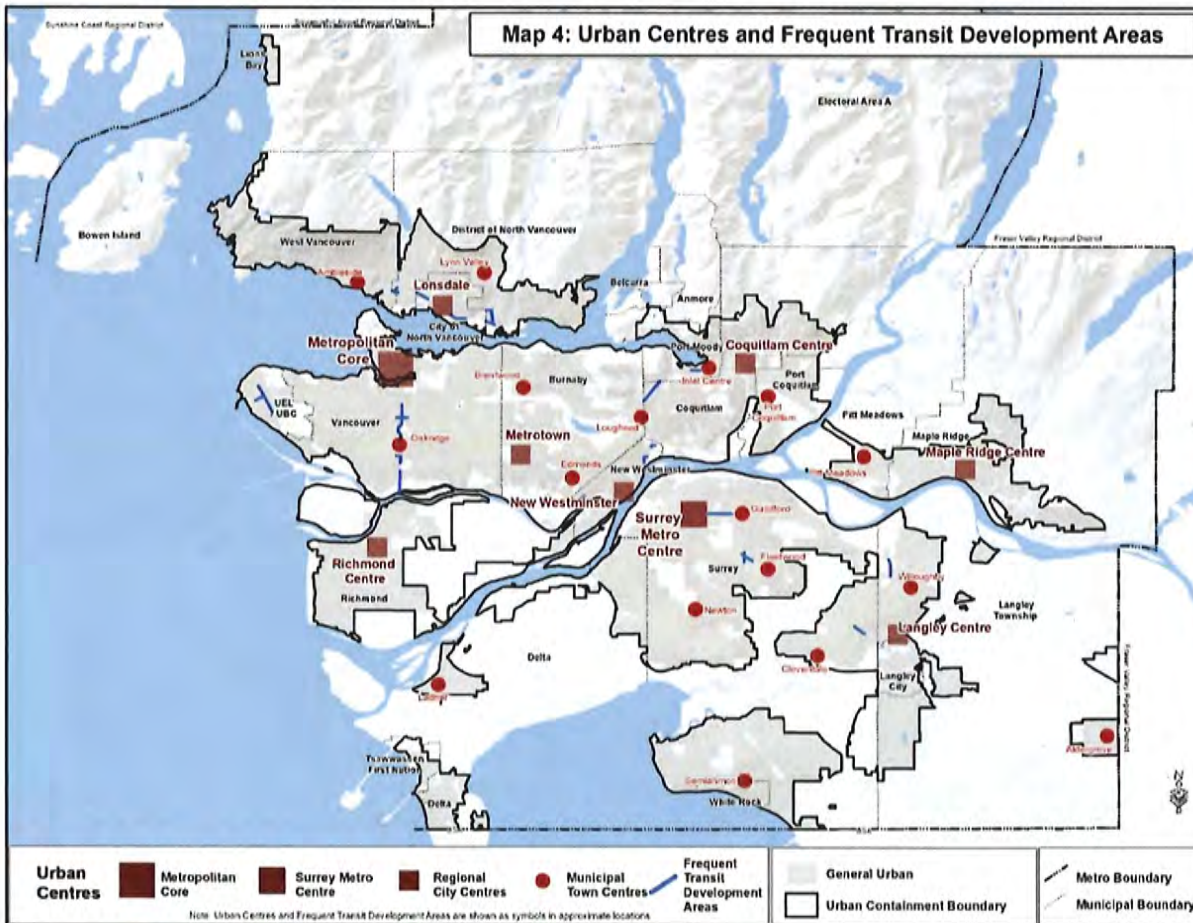 Map 4: Urban Centres and Frequent Transit Development Areas
Sunshine Coast Regional District
Lions
Bay
Electoral Area A
Bowen Island
West Vancouver
District of North Vancouver
Fraser Valley Regional District
Ambleside
Lynn Valley
Lonsdale
Belcarra
Anmore
City of
North Vancouver
Metropolitan
Core
Port Moody
Coquitlam Centre
Inlet Centre
Brentwood
Burnaby
Port
Coquitlam
UEL
UBC
Vancouver
Coquitlam
Port
Coquitlam
Pitt Meadows
Lougheed
Oakridge
Metrotown
Maple Ridge
Maple Ridge Centre
Edmonds
New Westminster
Pitt Meadows
New Westminster
Surrey
Metro
Centre
Guildford
Richmond
Centre
Richmond
Fleetwood
Surrey
Willoughby
Newton
Langley
Township
Langley Centre
Delta
Cloverdale
Langley
City
Ladner
Fraser Valley Regional District
Aldergrove
Tsawwassen
First Nation
Delta
Semiahmoo
White Rock
USA
Urban
Centres
Metropolitan
Core
Surrey Metro
Centre
Regional
City Centres
Municipal
Town Centres
Frequent
Transit
Development
Areas
General Urban
Urban Containment Boundary
Metro Boundary
Municipal Boundary
Note: Urban Centres and Frequent Transit Development Areas are shown as symbols in approximate locations